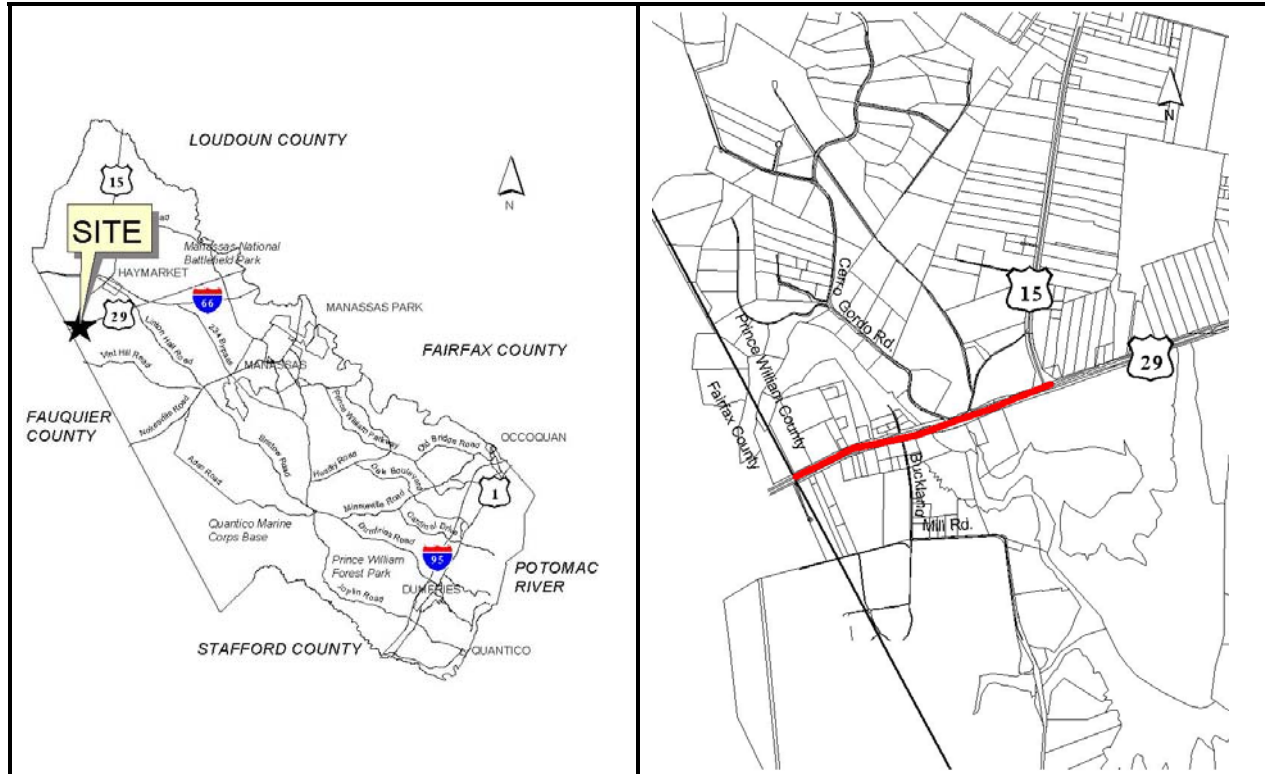 LOUDOUN COUNTY
15
N
SITE
Manassas National
Battlefield Park
HAYMARKET
66
29
MANASSAS PARK
Linton Hall Road
234 Bypass
FAIRFAX COUNTY
Vint Hill Road
MANASSAS
FAUQUIER
COUNTY
Nokesville Road
Prince William Parkway
Old Bridge Road
OCCOQUAN
Bristow Road
Hoadly Road
Dale Boulevard
1
Aden Road
Minnieville Road
Cardinal Drive
Quantico Marine
Corps Base
Dumfries Road
95
Prince William
Forest Park
POTOMAC
RIVER
DUMFRIES
Joplin Road
STAFFORD COUNTY
QUANTICO
N
Cerro Gordo Rd.
15
Prince William County
Fairfax County
29
Buckland
Mill Rd.